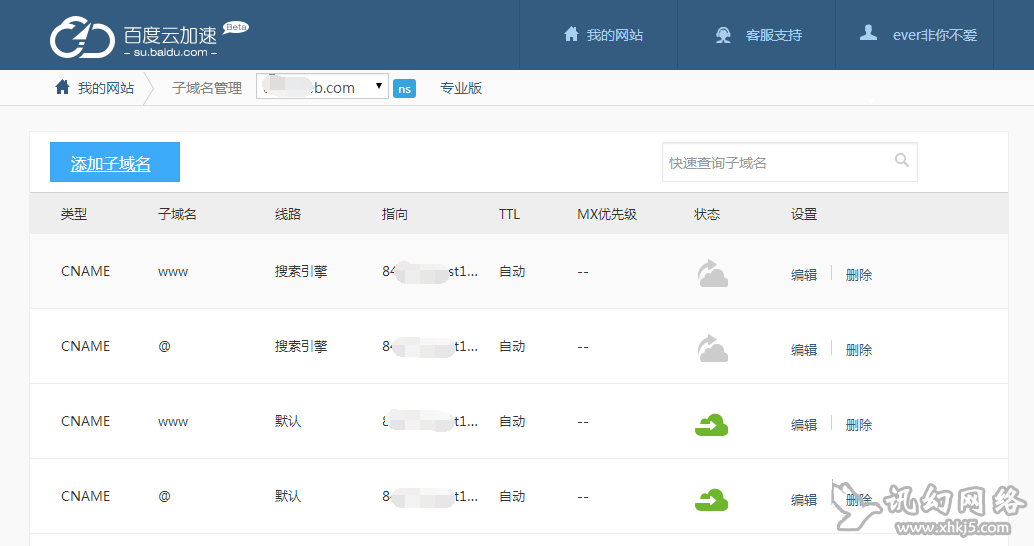 百度云加速 Beta
su.baidu.com
我的网站 客服支持 ever非你不爱
我的网站 子域名管理 b.com ns 专业版
添加子域名 快速查询子域名
类型 子域名 线路 指向 TTL MX优先级 状态 设置
CNAME www 搜索引擎 84 st1... 自动 -- 编辑 删除
CNAME @ 搜索引擎 8 t1... 自动 -- 编辑 删除
CNAME www 默认 8 t1... 自动 -- 编辑 删除
CNAME @ 默认 8 t1... 自动 -- 编辑 删除
讯幻网络
www.xhkj5.com